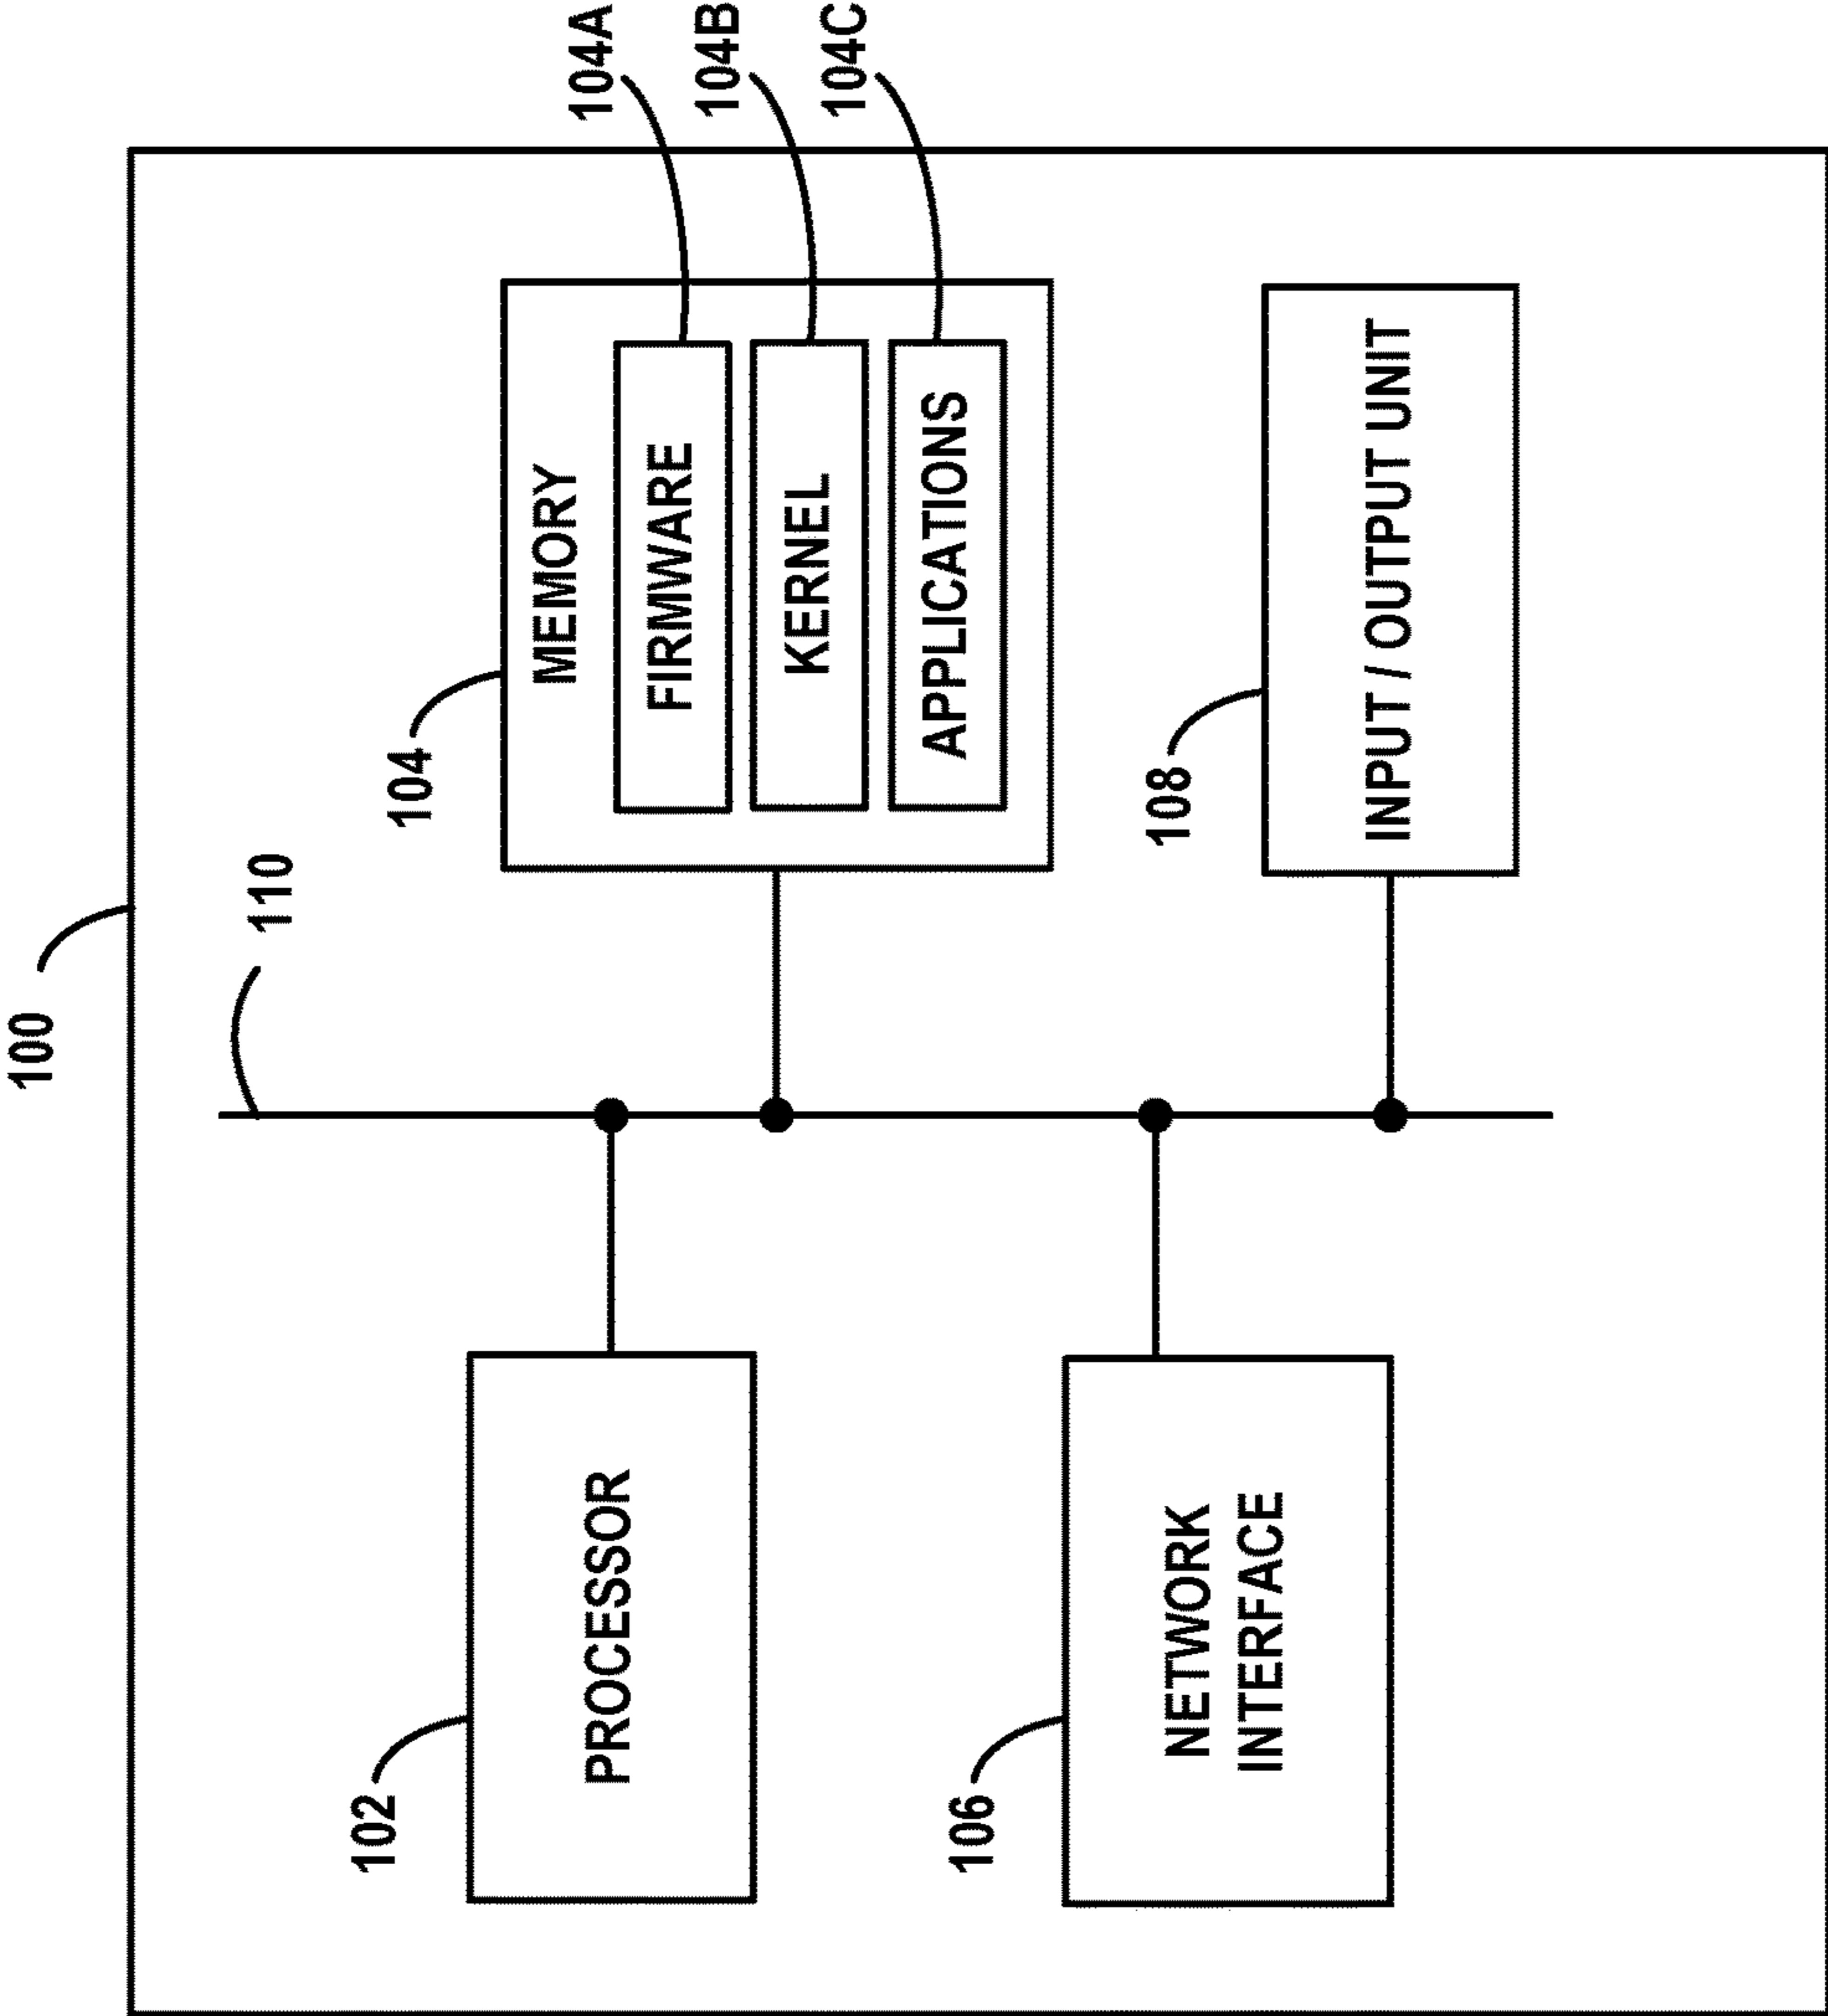 100
110
102
PROCESSOR
104
MEMORY
FIRMWARE
104A
KERNEL
104B
APPLICATIONS
104C
106
NETWORK
INTERFACE
108
INPUT / OUTPUT UNIT